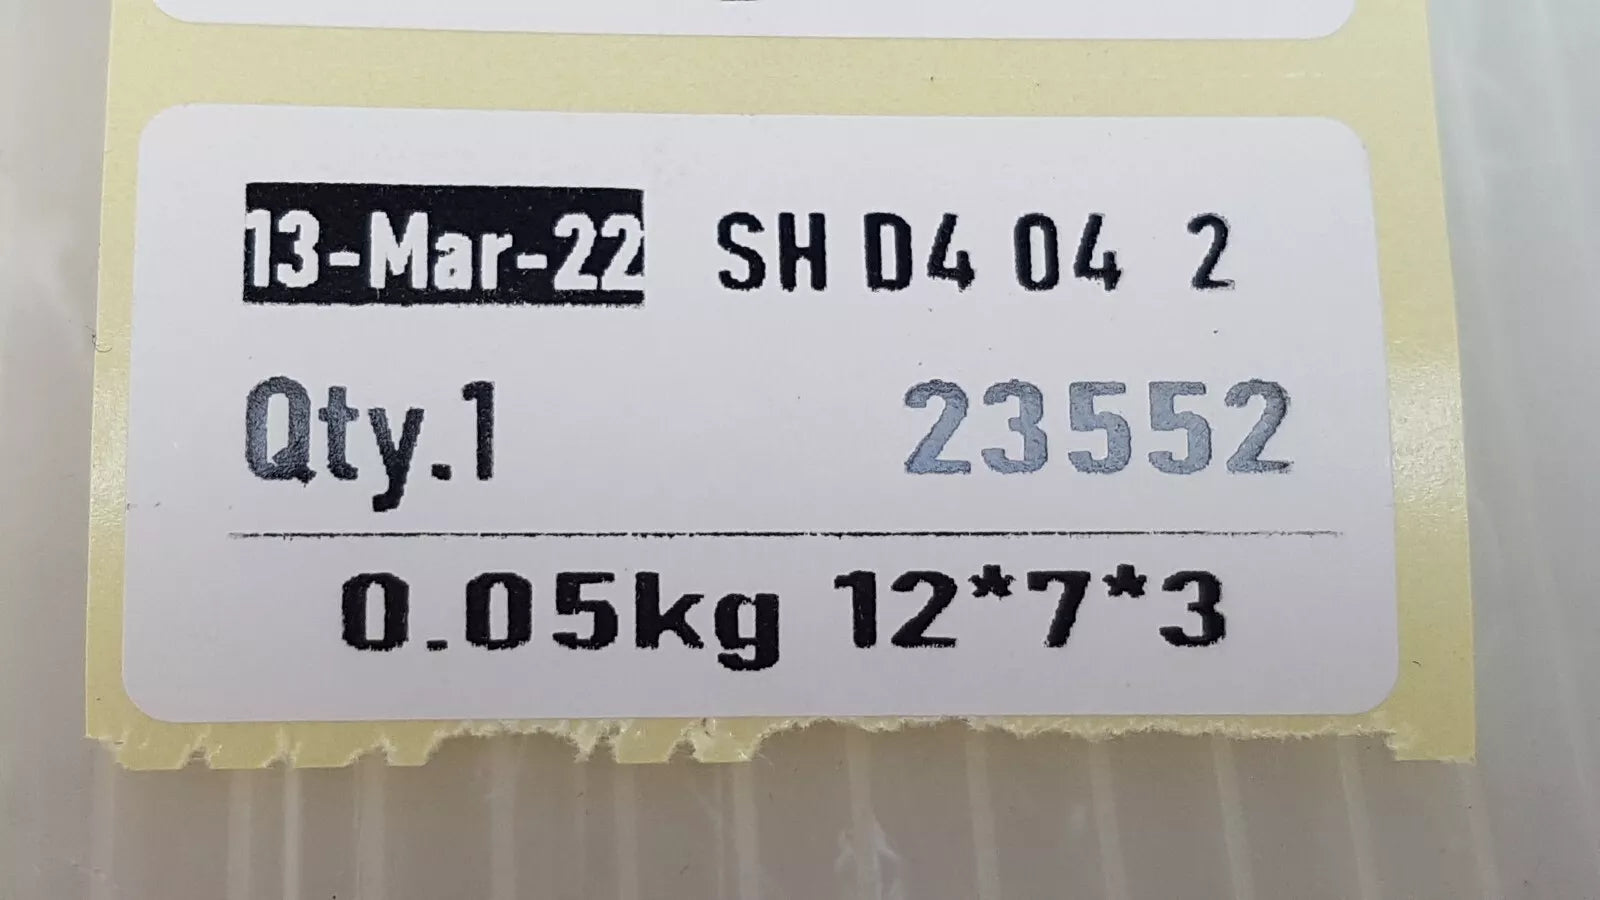 13-Mar-22 SH D4 04 2
Qty.1 23552
0.05kg 12*7*3